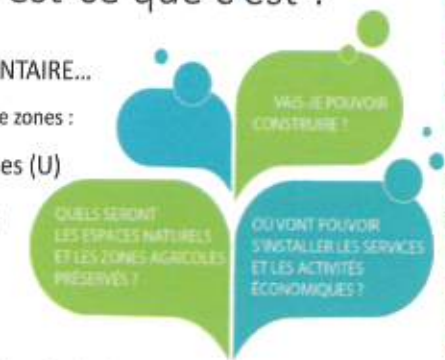 est-ce que c'est ?
NTAIRE...
e zones :
es (U)
VAIS-JE POUVOIR
CONSTRUIRE ?
QUELS SERONT
LES ESPACES NATURELS
ET LES ZONES AGRICOLES
PRÉSERVÉS ?
OÙ VONT POUVOIR
S'INSTALLER LES SERVICES
ET LES ACTIVITÉS
ÉCONOMIQUES ?